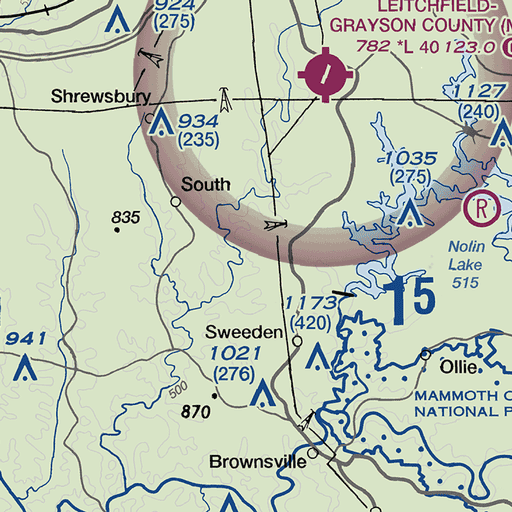 924
(275)
LEITCHFIELD-
GRAYSON COUNTY
782 *L 40 123.0
Shrewsbury
934
(235)
1127
(240)
1035
(275)
South
835
R
Nolin
Lake
515
15
1173
(420)
Sweeden
941
1021
(276)
Ollie
500
870
MAMMOTH
NATIONAL
Brownsville